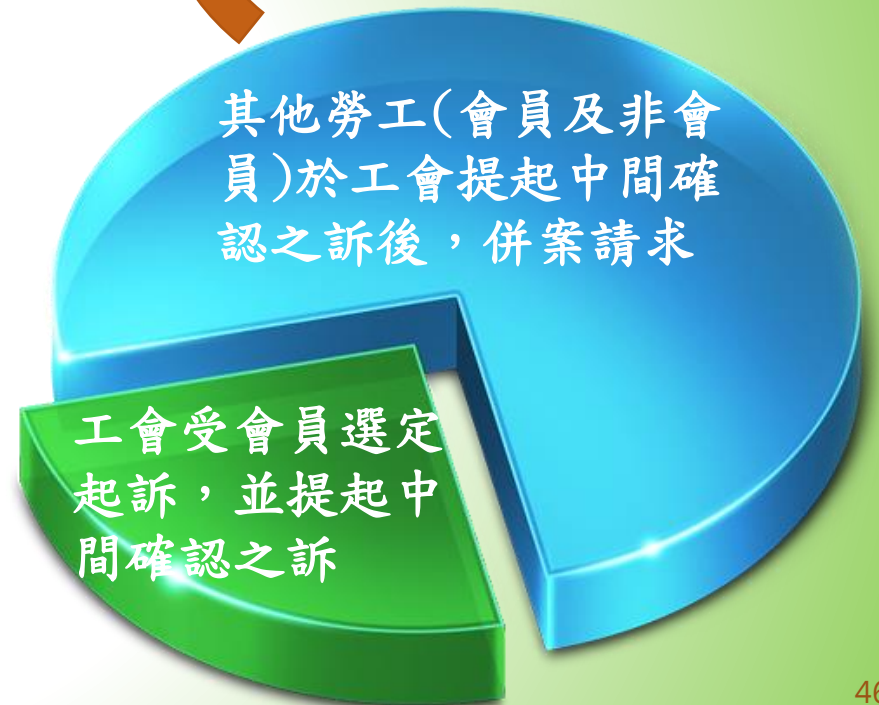 其他勞工(會員及非會
員)於工會提起中間確
認之訴後，併案請求
工會受會員選定
起訴，並提起中
間確認之訴
46